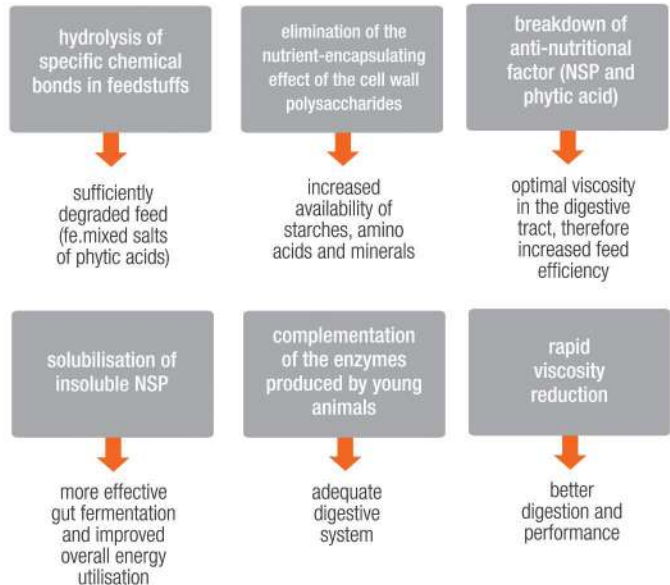 hydrolysis of
specific chemical
bonds in feedstuffs
sufficiently
degraded feed
(fe.mixed salts
of phytic acids)
elimination of the
nutrient-encapsulating
effect of the cell wall
polysaccharides
increased
availability of
starches, amino
acids and minerals
breakdown of
anti-nutritional
factor (NSP and
phytic acid)
optimal viscosity
in the digestive
tract, therefore
increased feed
efficiency
solubilisation of
insoluble NSP
more effective
gut fermentation
and improved
overall energy
utilisation
complementation
of the enzymes
produced by young
animals
adequate
digestive
system
rapid
viscosity
reduction
better
digestion and
performance